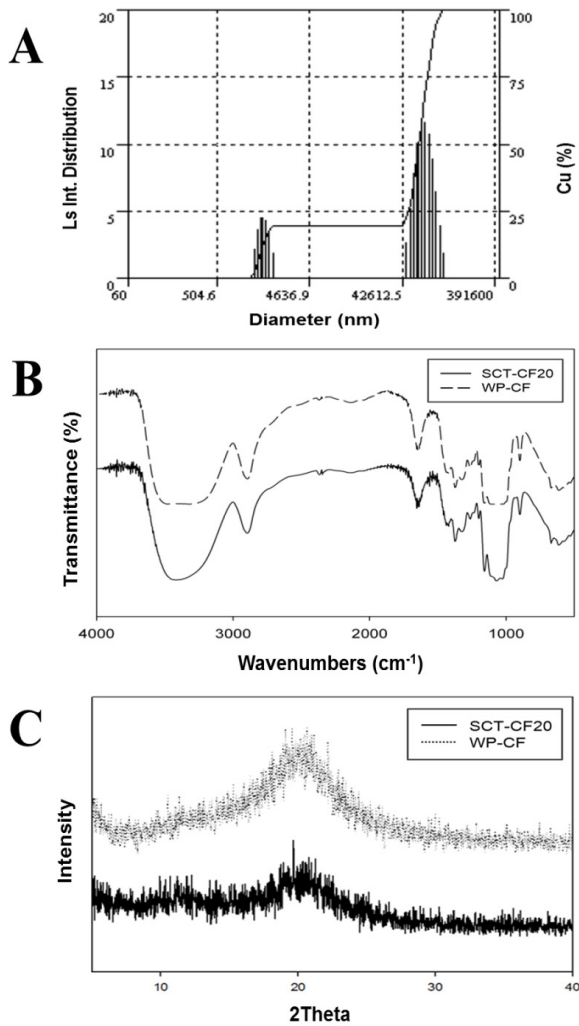 A
20
15
10
5
0
Ls Int. Distribution
100
75
50
25
0
Cu (%)
60 504.6 4636.9 42612.5 391600
Diameter (nm)
B
SCT-CF20
WP-CF
Transmittance (%)
4000 3000 2000 1000
Wavenumbers (cm⁻¹)
C
SCT-CF20
WP-CF
Intensity
10 20 30 40
2Theta